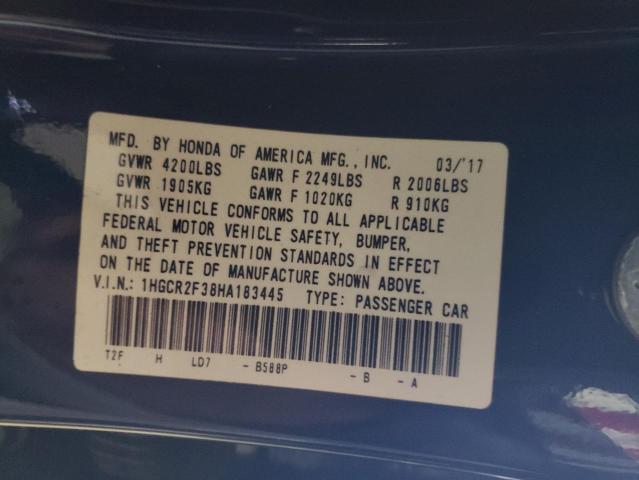 MFD. BY HONDA OF AMERICA MFG., INC. 03/'17
GVWR 4200LBS GAWR F 2249LBS R 2006LBS
GVWR 1905KG GAWR F 1020KG R 910KG
THIS VEHICLE CONFORMS TO ALL APPLICABLE
FEDERAL MOTOR VEHICLE SAFETY, BUMPER,
AND THEFT PREVENTION STANDARDS IN EFFECT
ON THE DATE OF MANUFACTURE SHOWN ABOVE.
V.I.N.: 1HGCR2F38HA183445 TYPE: PASSENGER CAR
T2F H LD7 - B588P - B - A